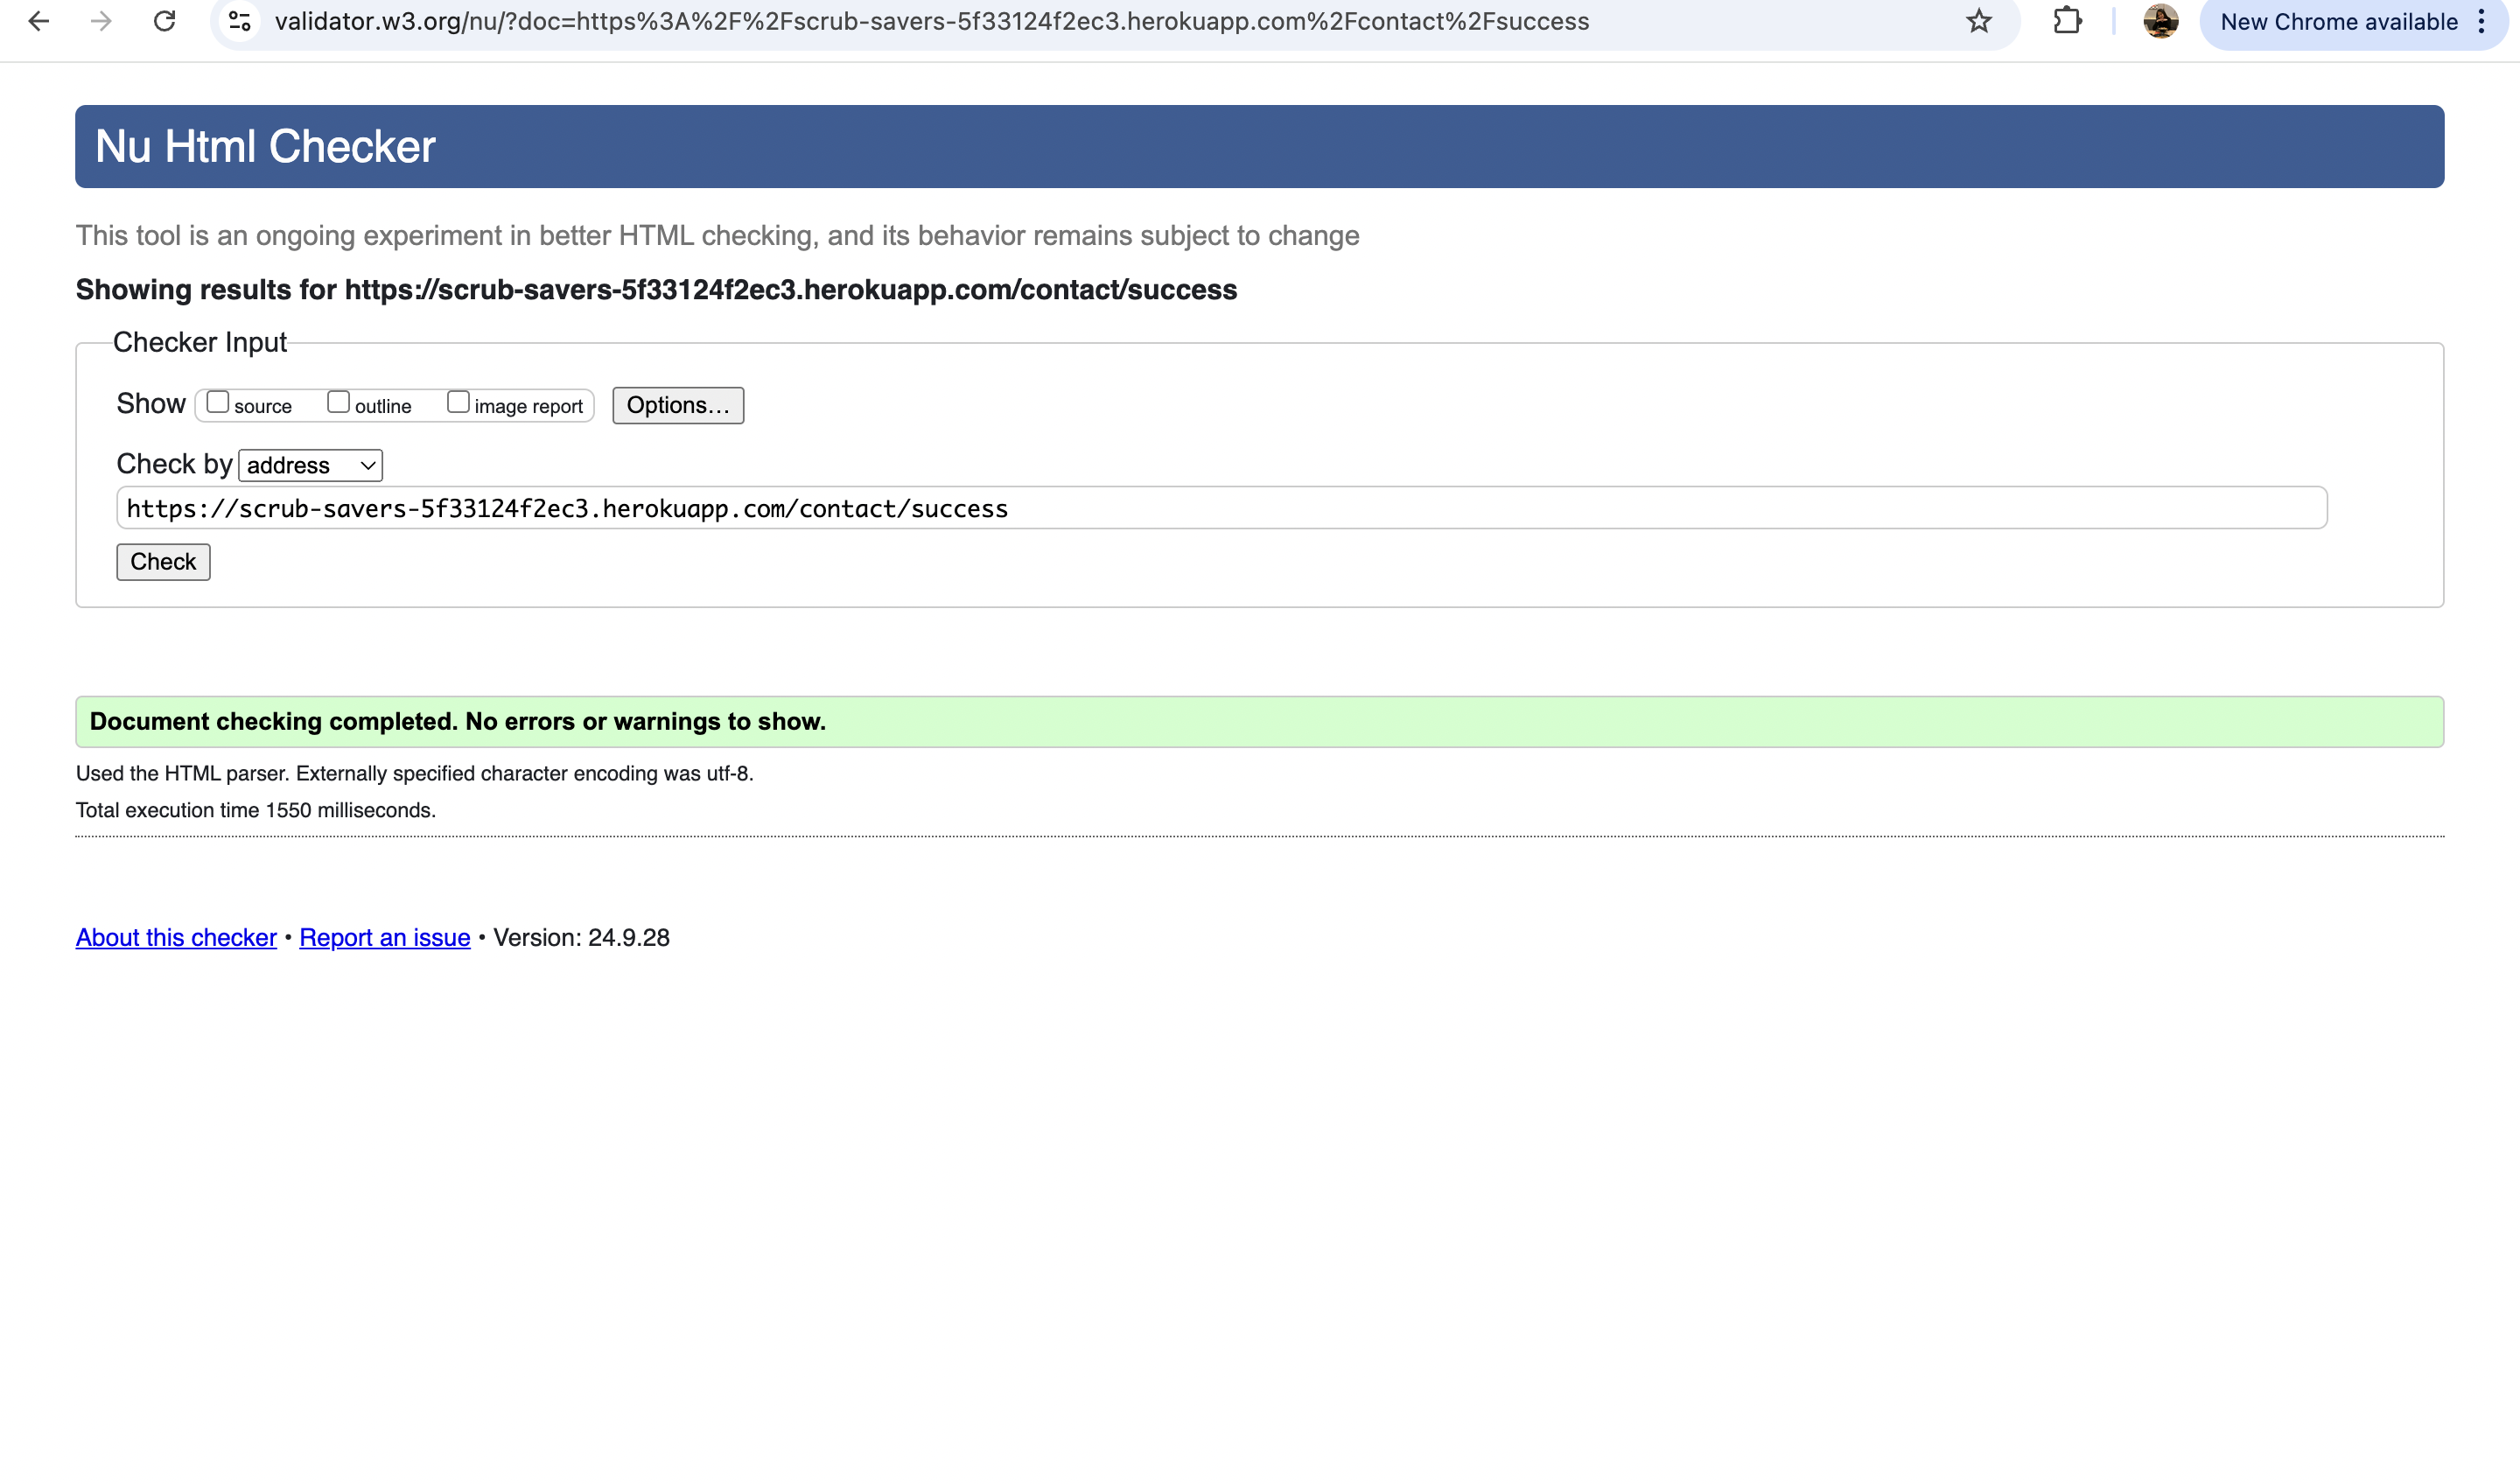 validator.w3.org/nu/?doc=https%3A%2F%2Fscrub-savers-5f33124f2ec3.herokuapp.com%2Fcontact%2Fsuccess
New Chrome available
Nu Html Checker
This tool is an ongoing experiment in better HTML checking, and its behavior remains subject to change
Showing results for https://scrub-savers-5f33124f2ec3.herokuapp.com/contact/success
Checker Input
Show source outline image report Options...
Check by address
https://scrub-savers-5f33124f2ec3.herokuapp.com/contact/success
Check
Document checking completed. No errors or warnings to show.
Used the HTML parser. Externally specified character encoding was utf-8.
Total execution time 1550 milliseconds.
About this checker • Report an issue • Version: 24.9.28